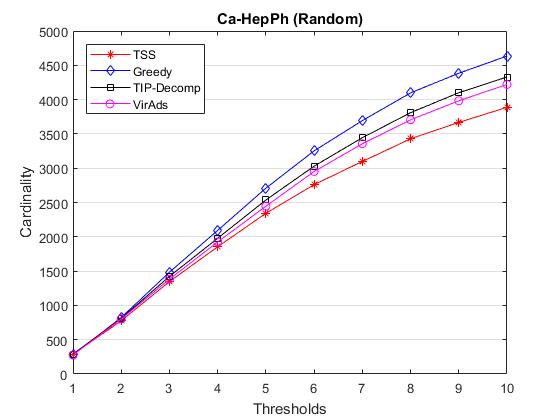 Ca-HepPh (Random)
TSS
Greedy
TIP-Decomp
VirAds
5000
4500
4000
3500
3000
2500
2000
1500
1000
500
0
Cardinality
1 2 3 4 5 6 7 8 9 10
Thresholds